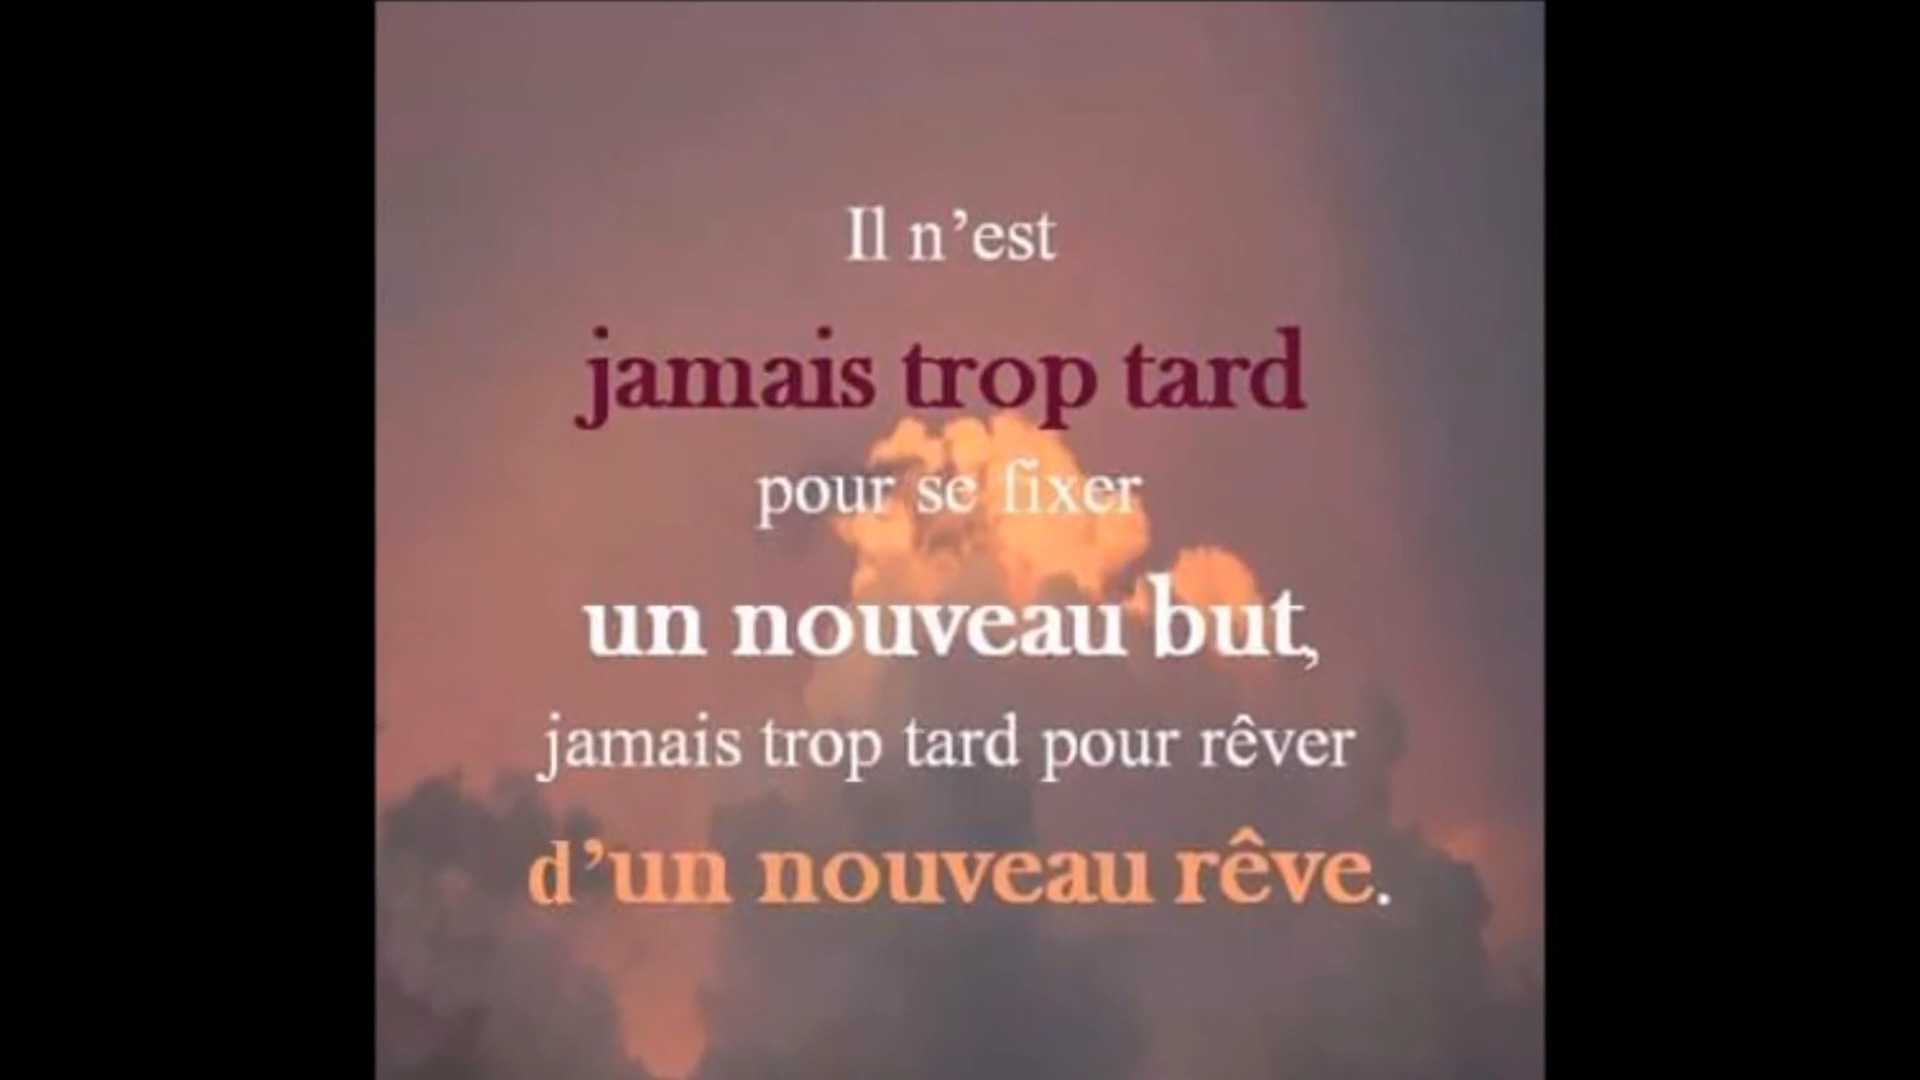 Il n’est
jamais trop tard
pour se fixer
un nouveau but,
jamais trop tard pour rêver
d’un nouveau rêve.